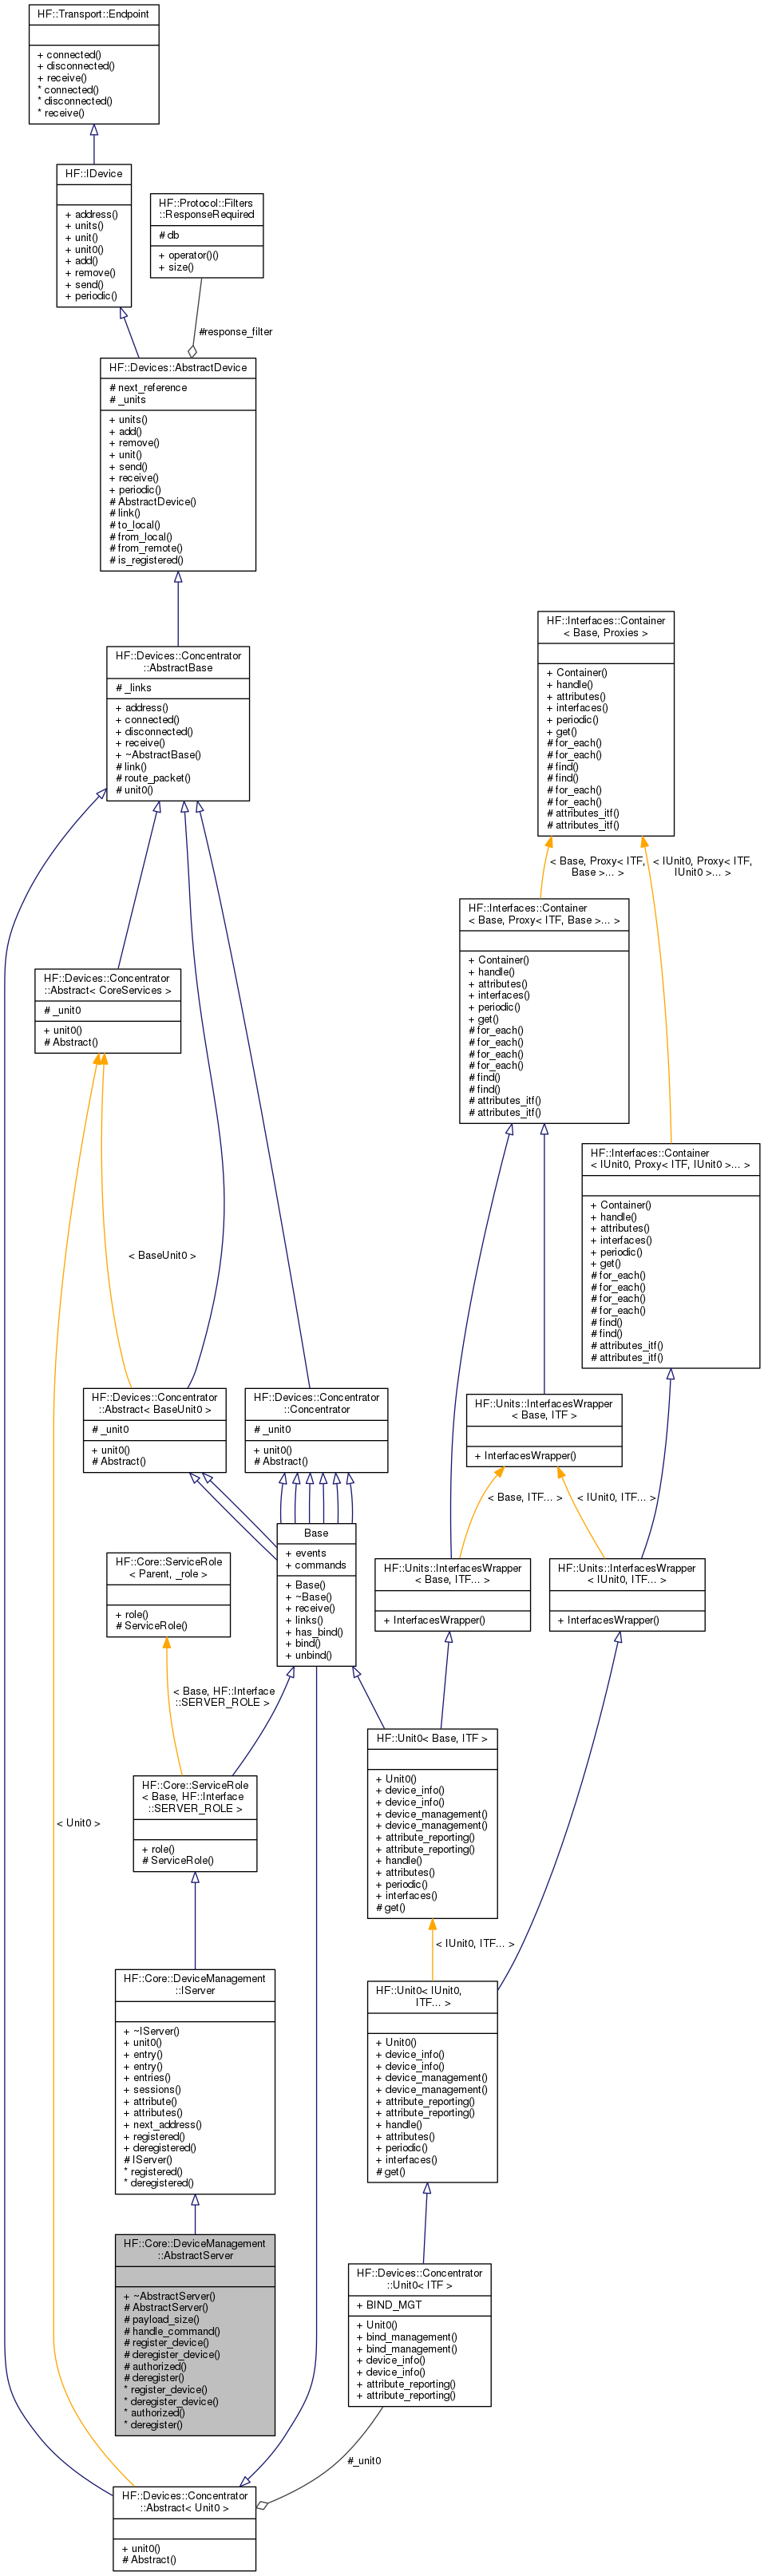 HF::Transport::Endpoint
+ connected()
+ disconnected()
+ receive()
* connected()
* disconnected()
* receive()
HF::IDevice
+ address()
+ units()
+ unit()
+ unit0()
+ add()
+ remove()
+ send()
+ periodic()
HF::Protocol::Filters
::ResponseRequired
# db
+ operator()()
+ size()
#response_filter
HF::Devices::AbstractDevice
# next_reference
# _units
+ units()
+ add()
+ remove()
+ unit()
+ send()
+ receive()
+ periodic()
# AbstractDevice()
# link()
# to_local()
# from_local()
# from_remote()
# is_registered()
HF::Devices::Concentrator
::AbstractBase
# _links
+ address()
+ connected()
+ disconnected()
+ receive()
+ ~AbstractBase()
# link()
# route_packet()
# unit0()
HF::Interfaces::Container
< Base, Proxies >
+ Container()
+ handle()
+ attributes()
+ interfaces()
+ periodic()
+ get()
# for_each()
# for_each()
# find()
# find()
# for_each()
# for_each()
# attributes_itf()
# attributes_itf()
< Base, Proxy< ITF,
Base >... >
< IUnit0, Proxy< ITF,
IUnit0 >... >
HF::Interfaces::Container
< Base, Proxy< ITF, Base >... >
+ Container()
+ handle()
+ attributes()
+ interfaces()
+ periodic()
+ get()
# for_each()
# for_each()
# for_each()
# for_each()
# find()
# find()
# attributes_itf()
# attributes_itf()
HF::Devices::Concentrator
::Abstract< CoreServices >
# _unit0
+ unit0()
# Abstract()
HF::Interfaces::Container
< IUnit0, Proxy< ITF, IUnit0 >... >
+ Container()
+ handle()
+ attributes()
+ interfaces()
+ periodic()
+ get()
# for_each()
# for_each()
# for_each()
# for_each()
# find()
# find()
# attributes_itf()
# attributes_itf()
< BaseUnit0 >
HF::Devices::Concentrator
::Abstract< BaseUnit0 >
# _unit0
+ unit0()
# Abstract()
HF::Devices::Concentrator
::Concentrator
# _unit0
+ unit0()
# Abstract()
HF::Units::InterfacesWrapper
< Base, ITF >
+ InterfacesWrapper()
< Base, ITF... >
< IUnit0, ITF... >
Base
+ events
+ commands
+ Base()
+ ~Base()
+ receive()
+ links()
+ has_bind()
+ bind()
+ unbind()
HF::Core::ServiceRole
< Parent, _role >
+ role()
# ServiceRole()
HF::Units::InterfacesWrapper
< Base, ITF... >
+ InterfacesWrapper()
HF::Units::InterfacesWrapper
< IUnit0, ITF... >
+ InterfacesWrapper()
< Base, HF::Interface
::SERVER_ROLE >
HF::Unit0< Base, ITF >
+ Unit0()
+ device_info()
+ device_info()
+ device_management()
+ device_management()
+ attribute_reporting()
+ attribute_reporting()
+ handle()
+ attributes()
+ periodic()
+ interfaces()
# get()
HF::Core::ServiceRole
< Base, HF::Interface
::SERVER_ROLE >
+ role()
# ServiceRole()
< Unit0 >
< IUnit0, ITF... >
HF::Core::DeviceManagement
::IServer
+ ~IServer()
+ unit0()
+ entry()
+ entry()
+ entries()
+ sessions()
+ attribute()
+ attributes()
+ next_address()
+ registered()
+ deregistered()
# IServer()
* registered()
* deregistered()
HF::Unit0< IUnit0,
ITF... >
+ Unit0()
+ device_info()
+ device_info()
+ device_management()
+ device_management()
+ attribute_reporting()
+ attribute_reporting()
+ handle()
+ attributes()
+ periodic()
+ interfaces()
# get()
HF::Core::DeviceManagement
::AbstractServer
+ ~AbstractServer()
# AbstractServer()
# payload_size()
# handle_command()
# register_device()
# deregister_device()
# authorized()
# deregister()
* register_device()
* deregister_device()
* authorized()
* deregister()
HF::Devices::Concentrator
::Unit0< ITF >
+ BIND_MGT
+ Unit0()
+ bind_management()
+ bind_management()
+ device_info()
+ device_info()
+ attribute_reporting()
+ attribute_reporting()
#_unit0
HF::Devices::Concentrator
::Abstract< Unit0 >
+ unit0()
# Abstract()